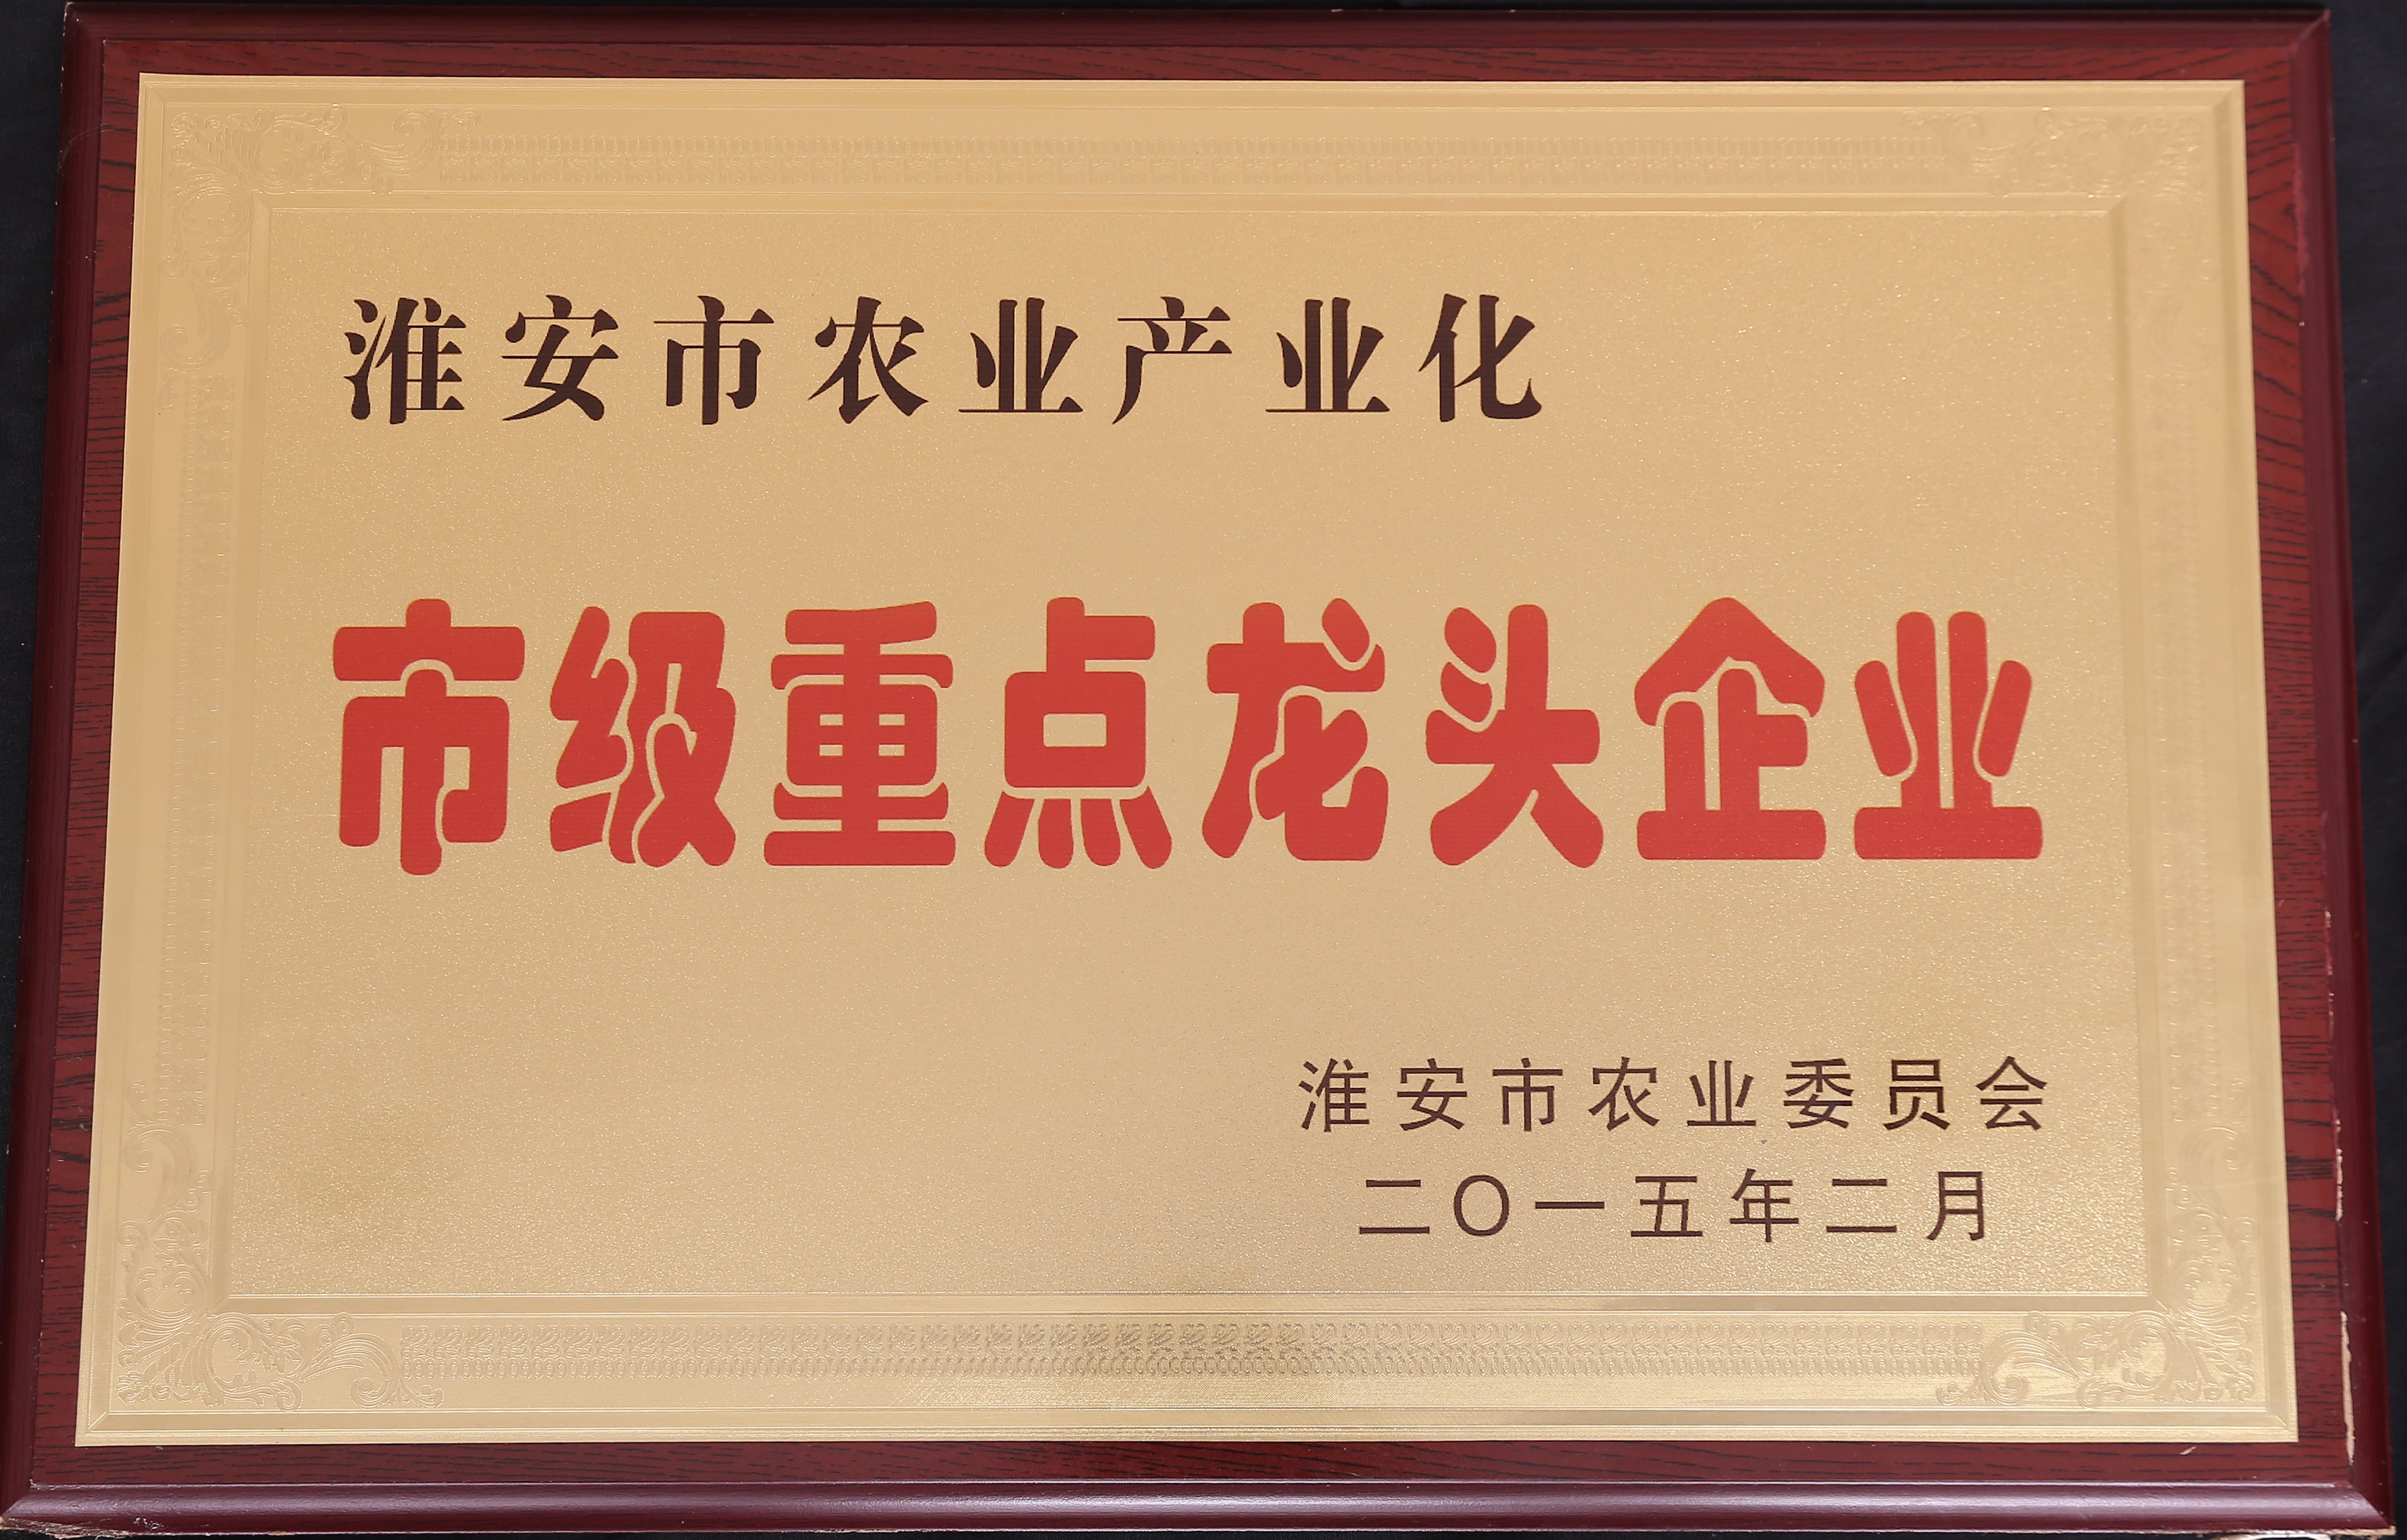 淮安市农业产业化
市级重点龙头企业
淮安市农业委员会
二〇一五年二月